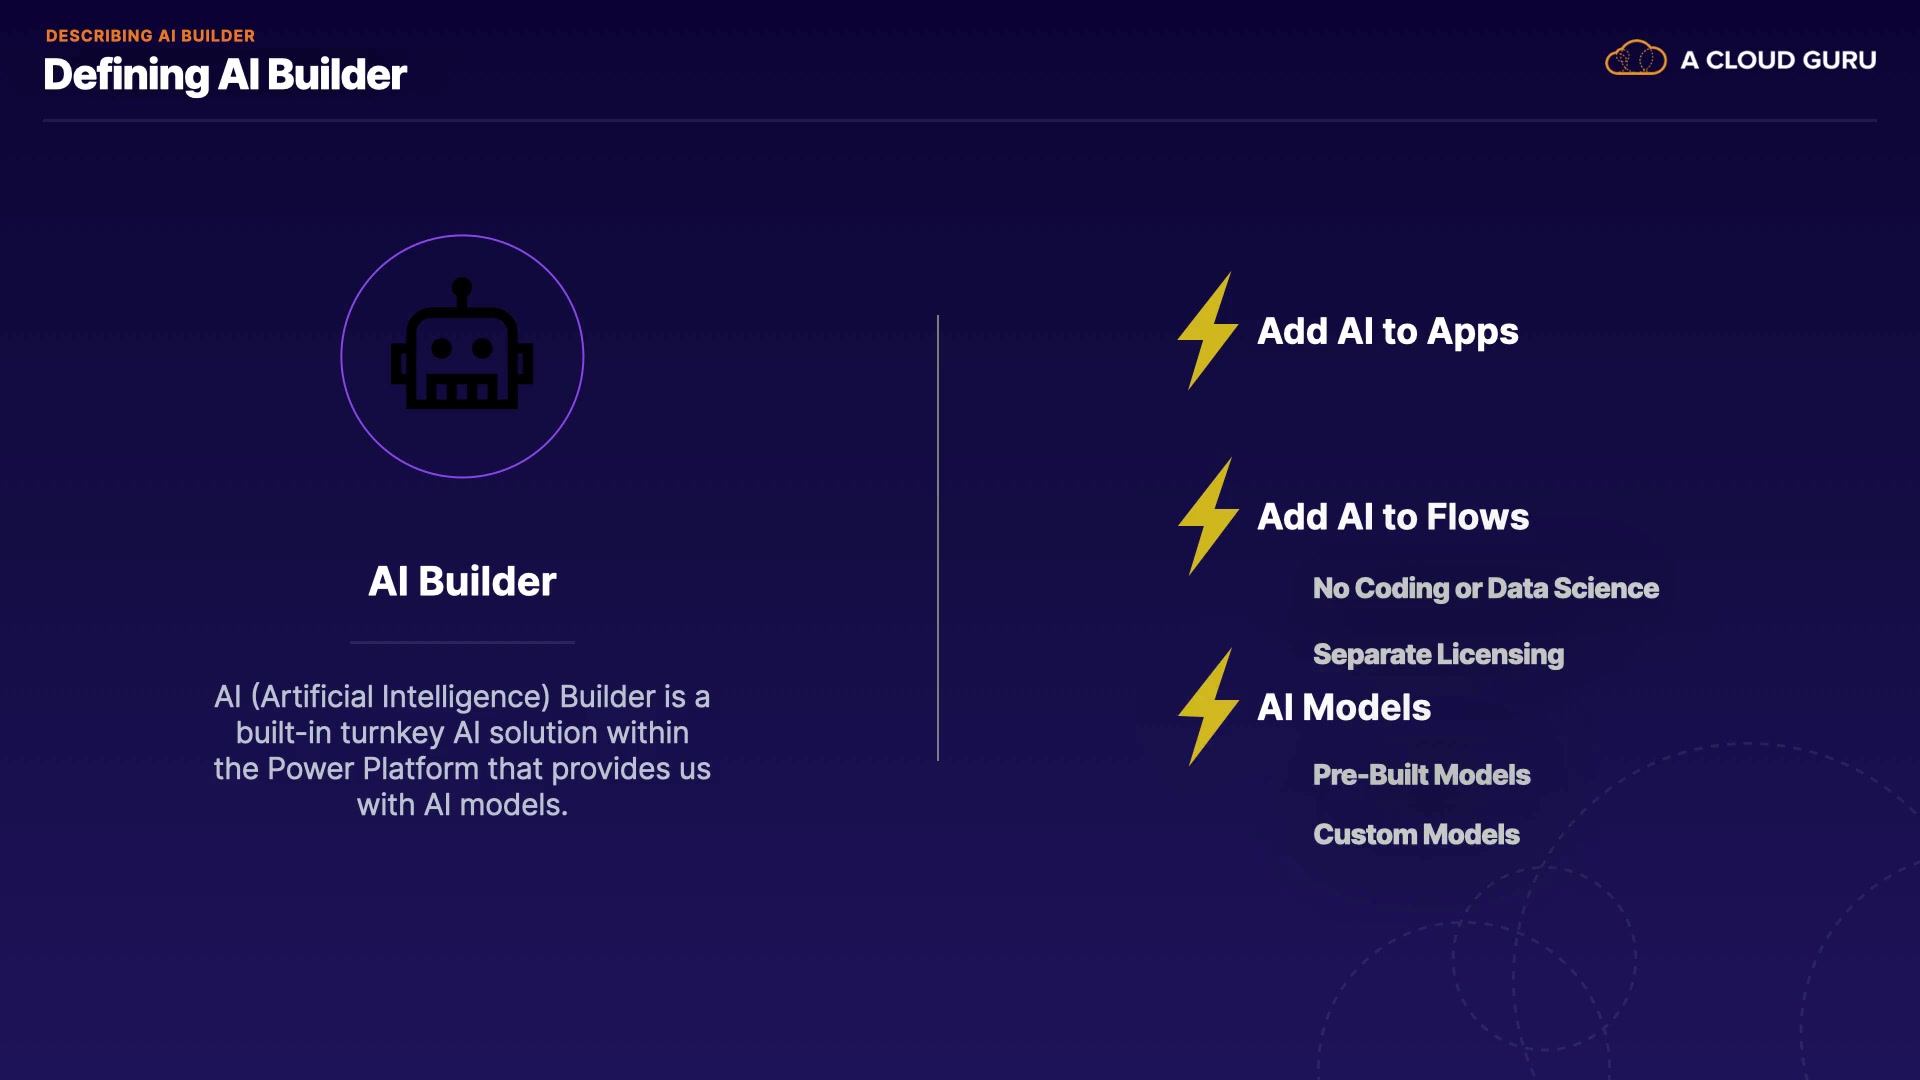 DESCRIBING AI BUILDER
Defining AI Builder
A CLOUD GURU
AI Builder
AI (Artificial Intelligence) Builder is a
built-in turnkey AI solution within
the Power Platform that provides us
with AI models.
Add AI to Apps
Add AI to Flows
No Coding or Data Science
Separate Licensing
AI Models
Pre-Built Models
Custom Models